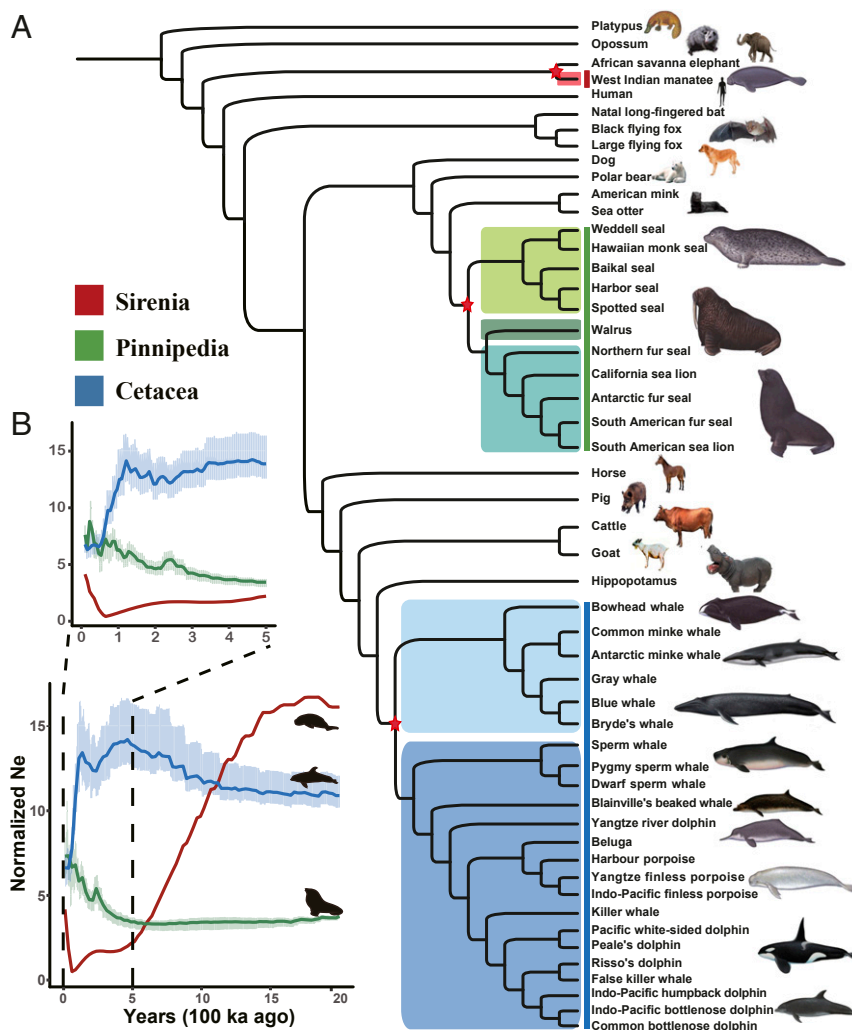 A
Platypus
Opossum
African savanna elephant
West Indian manatee
Human
Natal long-fingered bat
Black flying fox
Large flying fox
Dog
Polar bear
American mink
Sea otter
Weddell seal
Hawaiian monk seal
Baikal seal
Harbor seal
Spotted seal
Walrus
Northern fur seal
California sea lion
Antarctic fur seal
South American fur seal
South American sea lion
Horse
Pig
Cattle
Goat
Hippopotamus
Bowhead whale
Common minke whale
Antarctic minke whale
Gray whale
Blue whale
Bryde's whale
Sperm whale
Pygmy sperm whale
Dwarf sperm whale
Blainville's beaked whale
Yangtze river dolphin
Beluga
Harbour porpoise
Yangtze finless porpoise
Indo-Pacific finless porpoise
Killer whale
Pacific white-sided dolphin
Peale's dolphin
Risso's dolphin
False killer whale
Indo-Pacific humpback dolphin
Indo-Pacific bottlenose dolphin
Common bottlenose dolphin
Sirenia
Pinnipedia
Cetacea
B
15
10
5
0
0 1 2 3 4 5
Normalized Ne
15
10
5
0
0 5 10 15 20
Years (100 ka ago)